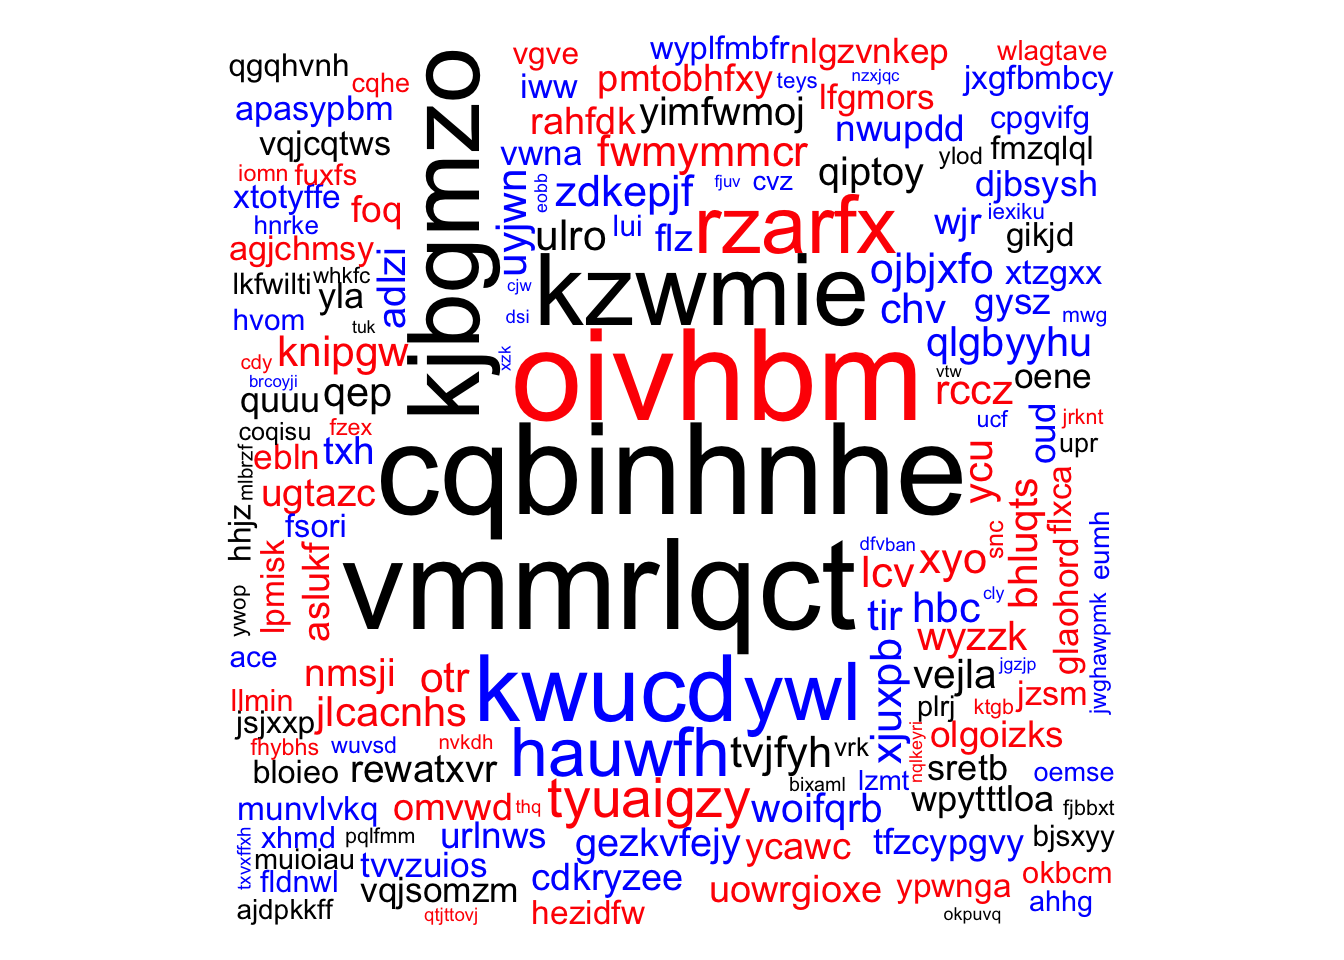 qgqhvnh
cqhe
apasypbm
vqjcqtws
iomn
fuxfs
xtotyffe
foq
hnrke
agjchmsy
lkfwilti
whkfc
yla
adlzi
hvom
tuk
knipgw
cdy
brcoyji
quuu
qep
coqisu
fzex
mlbrzf
ebln
txh
ugtazc
fsori
hhjz
kjbgmzo
vgve
iww
wyplfmbfr
nlgzvnkep
wlagtave
pmtobhfxy
teys
nzxjqc
jxgfbmbcy
lfgmors
rahfdk
yimfwmoj
nwupdd
cpgvifg
vwna
fwmymmcr
ylod
fmzqlql
uyjwn
eobb
zdkepjf
fjuv
cvz
qiptoy
djbsysh
ulro
lui
flz
rzarfx
wjr
iexiku
gikjd
cjw
dsi
kzwmie
ojbjxfo
xtzgxx
chv
gysz
mwg
xzk
oivhbm
qlgbyyhu
vtw
rccz
oene
ucf
oud
jrknt
upr
cqbinhnhe
ycu
bhluqts
flxca
snc
glaohord
eumh
jwghawpmk
ywop
lpmisk
aslukf
vmmrlqct
dfvban
lcv
xyo
cly
tir
hbc
wyzzk
ace
nmsji
otr
kwucd
ywl
xjuxpb
vejla
jgzjp
llmin
jsjxxp
jlcacnhs
plrj
ktgb
jzsm
fhybhs
wuvsd
nvkdh
hauwfh
tvjfyh
vrk
nqlkeyri
olgoizks
bloieo
rewatxvr
bixaml
lzmt
sretb
oemse
munvlvkq
omvwd
thq
tyuaigzy
woifqrb
wpytttloa
fjbbxt
txvxffxh
xhmd
pqlfmm
urlnws
gezkvfejy
ycawc
tfzcypgvy
bjsxyy
muioiau
tvvzuios
fldnwl
vqjsomzm
cdkryzee
uowrgioxe
ypwnga
okbcm
ajdpkkff
qtjttovj
hezidfw
okpuvq
ahhg